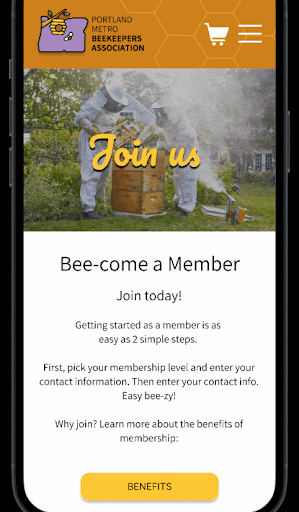 PORTLAND
METRO
BEEKEEPERS
ASSOCIATION
Join us
Bee-come a Member
Join today!
Getting started as a member is as
easy as 2 simple steps.
First, pick your membership level and enter your
contact information. Then enter your contact info.
Easy bee-zy!
Why join? Learn more about the benefits of
membership:
BENEFITS